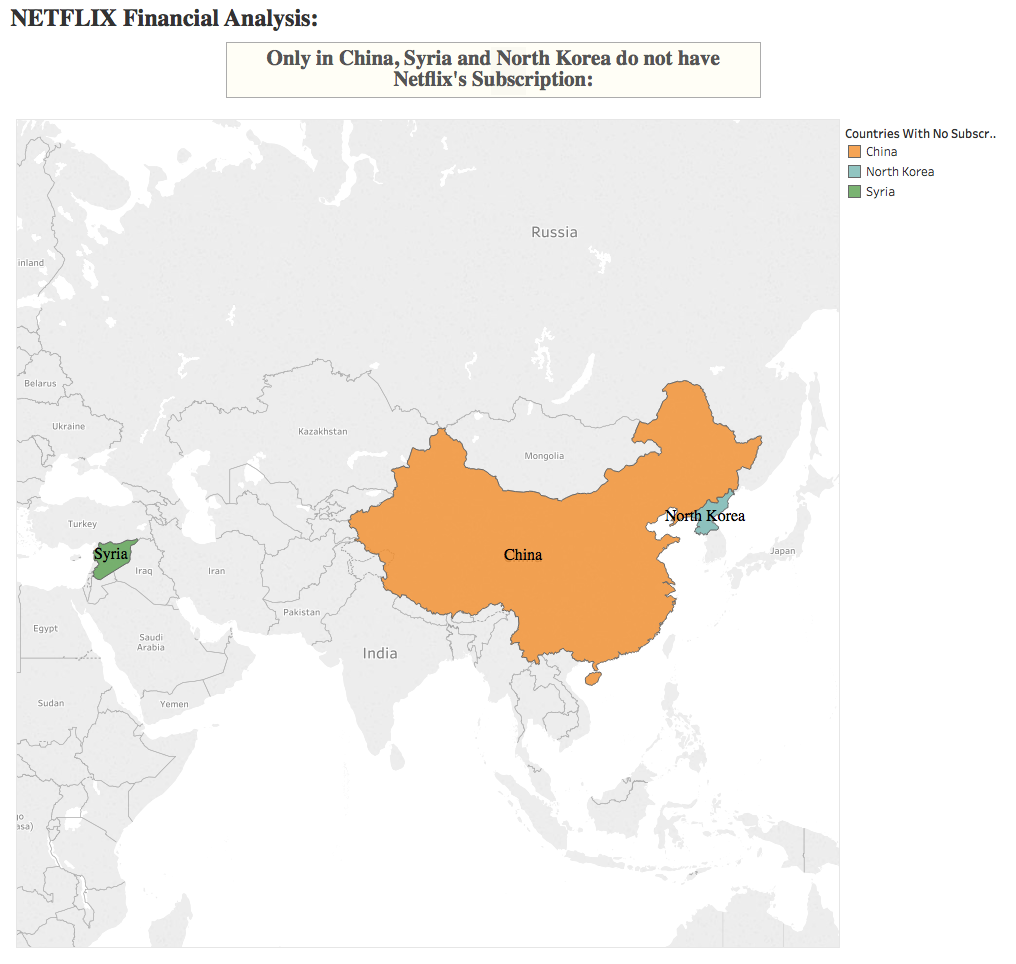 NETFLIX Financial Analysis:
Only in China, Syria and North Korea do not have
Netflix's Subscription:
Countries With No Subscr..
China
North Korea
Syria
Russia
inland
Belarus
Ukraine
Kazakhstan
Mongolia
North Korea
Turkey
Japan
Syria
China
Iraq
Iran
Pakistan
Egypt
Saudi
Arabia
India
Sudan
Yemen
asa)